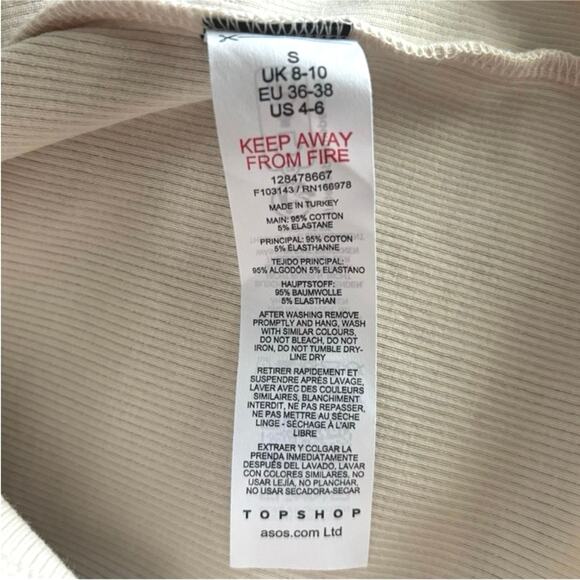 S
UK 8-10
EU 36-38
US 4-6
KEEP AWAY
FROM FIRE
128478667
F103143 / RN166978
MADE IN TURKEY
MAIN: 95% COTTON
5% ELASTANE
PRINCIPAL: 95% COTON
5% ÉLASTHANNE
TEJIDO PRINCIPAL:
95% ALGODÓN 5% ELASTANO
HAUPTSTOFF:
95% BAUMWOLLE
5% ELASTHAN
AFTER WASHING REMOVE
PROMPTLY AND HANG, WASH
WITH SIMILAR COLOURS,
DO NOT BLEACH, DO NOT
IRON, DO NOT TUMBLE DRY-
LINE DRY
RETIRER RAPIDEMENT ET
SUSPENDRE APRÈS LAVAGE,
LAVER AVEC DES COULEURS
SIMILAIRES, BLANCHIMENT
INTERDIT, NE PAS REPASSER,
NE PAS METTRE AU SÈCHE
LINGE - SÉCHAGE À L'AIR
LIBRE
EXTRAER Y COLGAR LA
PRENDA INMEDIATAMENTE
DESPUÉS DEL LAVADO, LAVAR
CON COLORES SIMILARES, NO
USAR LEJÍA, NO PLANCHAR,
NO USAR SECADORA-SECAR
TOPSHOP
asos.com Ltd